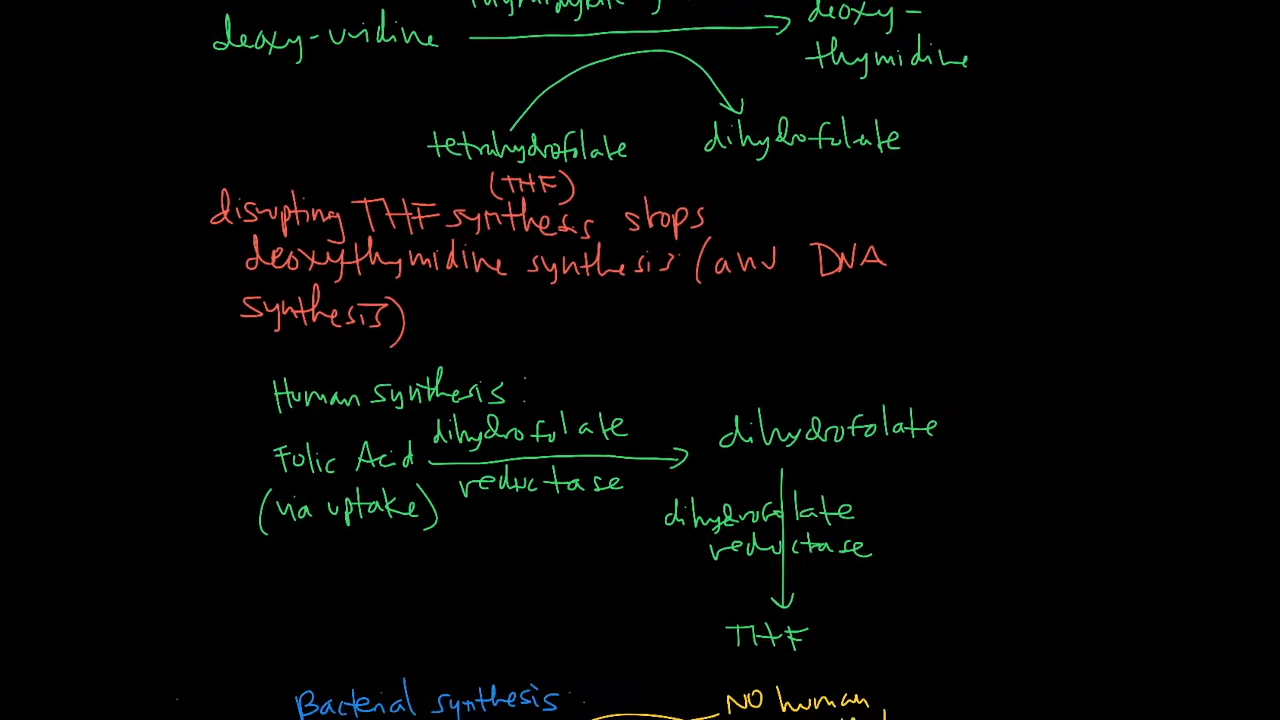 deoxy-
deoxy-uridine
thymidine
tetrahydrofolate
dihydrofolate
(THF)
disrupting THF synthesis stops
deoxythymidine synthesis (and DNA
synthesis)
Human synthesis:
Folic Acid
(via uptake)
dihydrofolate
reductase
dihydrofolate
dihydrofolate
reductase
THF
Bacterial synthesis
NO human